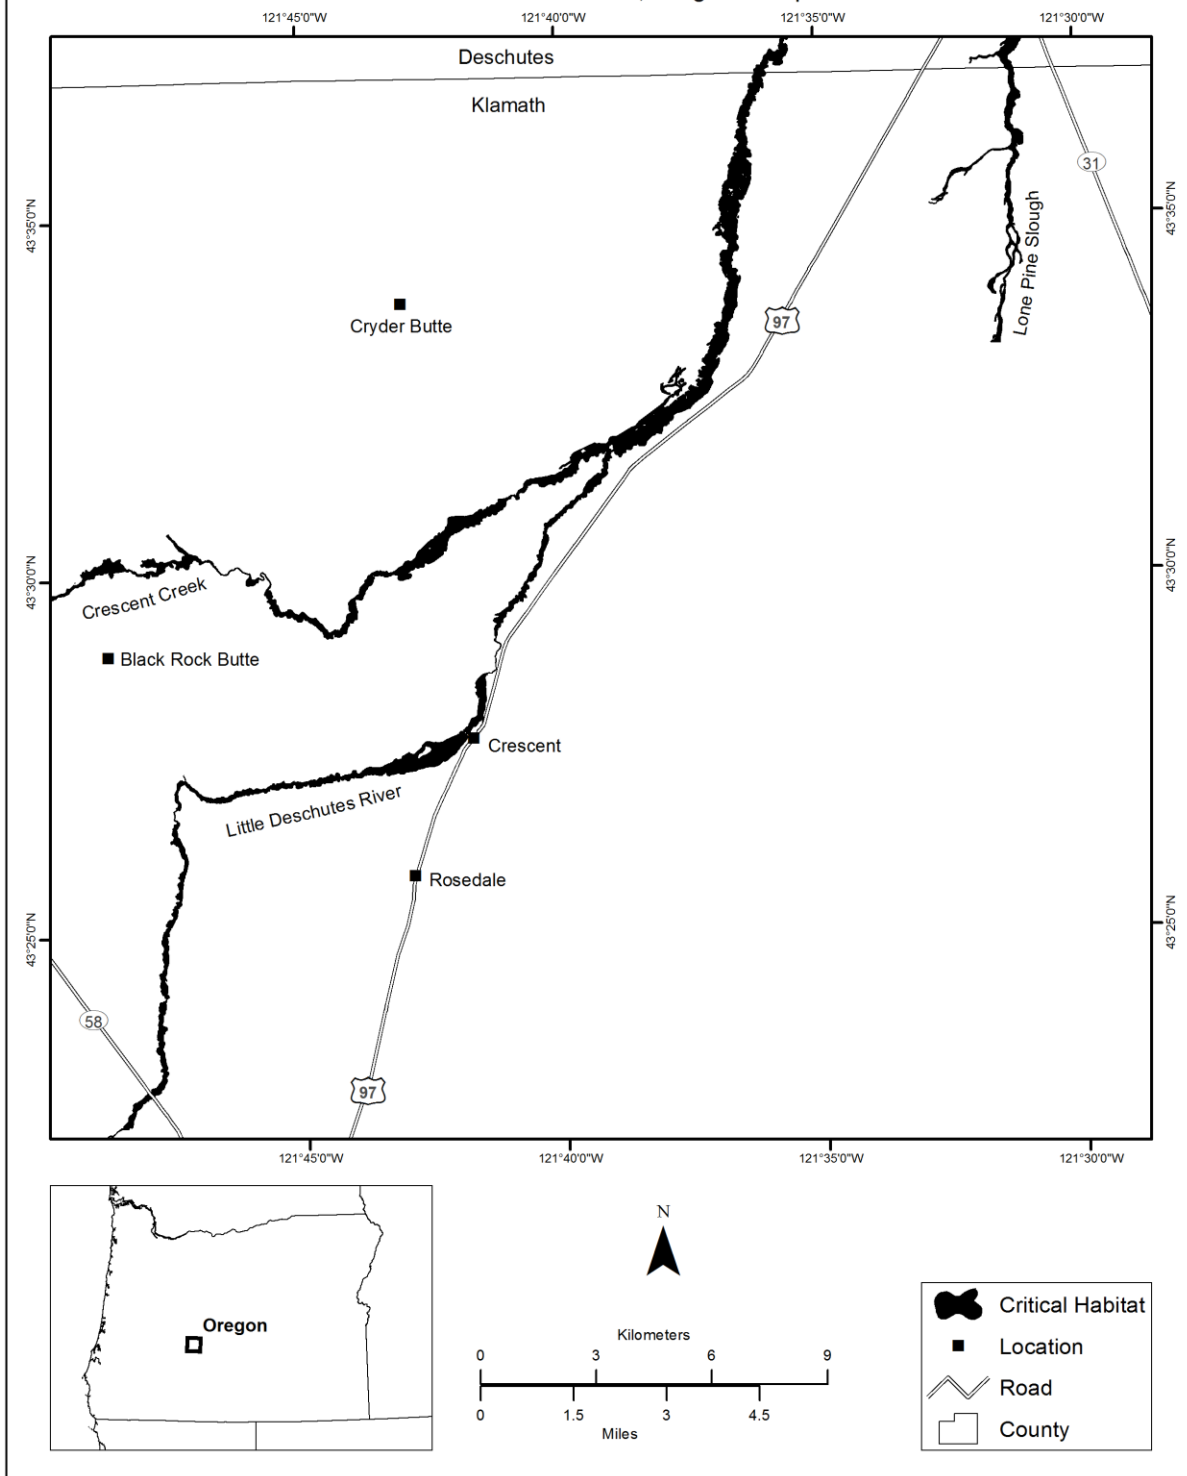 121°45'0"W
121°40'0"W
121°35'0"W
121°30'0"W
Deschutes
Klamath
31
43°35'0"N
43°35'0"N
Lone Pine Slough
Cryder Butte
97
43°30'0"N
43°30'0"N
Crescent Creek
Black Rock Butte
Crescent
Little Deschutes River
Rosedale
43°25'0"N
43°25'0"N
58
97
121°45'0"W
121°40'0"W
121°35'0"W
121°30'0"W
N
Oregon
Kilometers
0 3 6 9
0 1.5 3 4.5
Miles
Critical Habitat
Location
Road
County